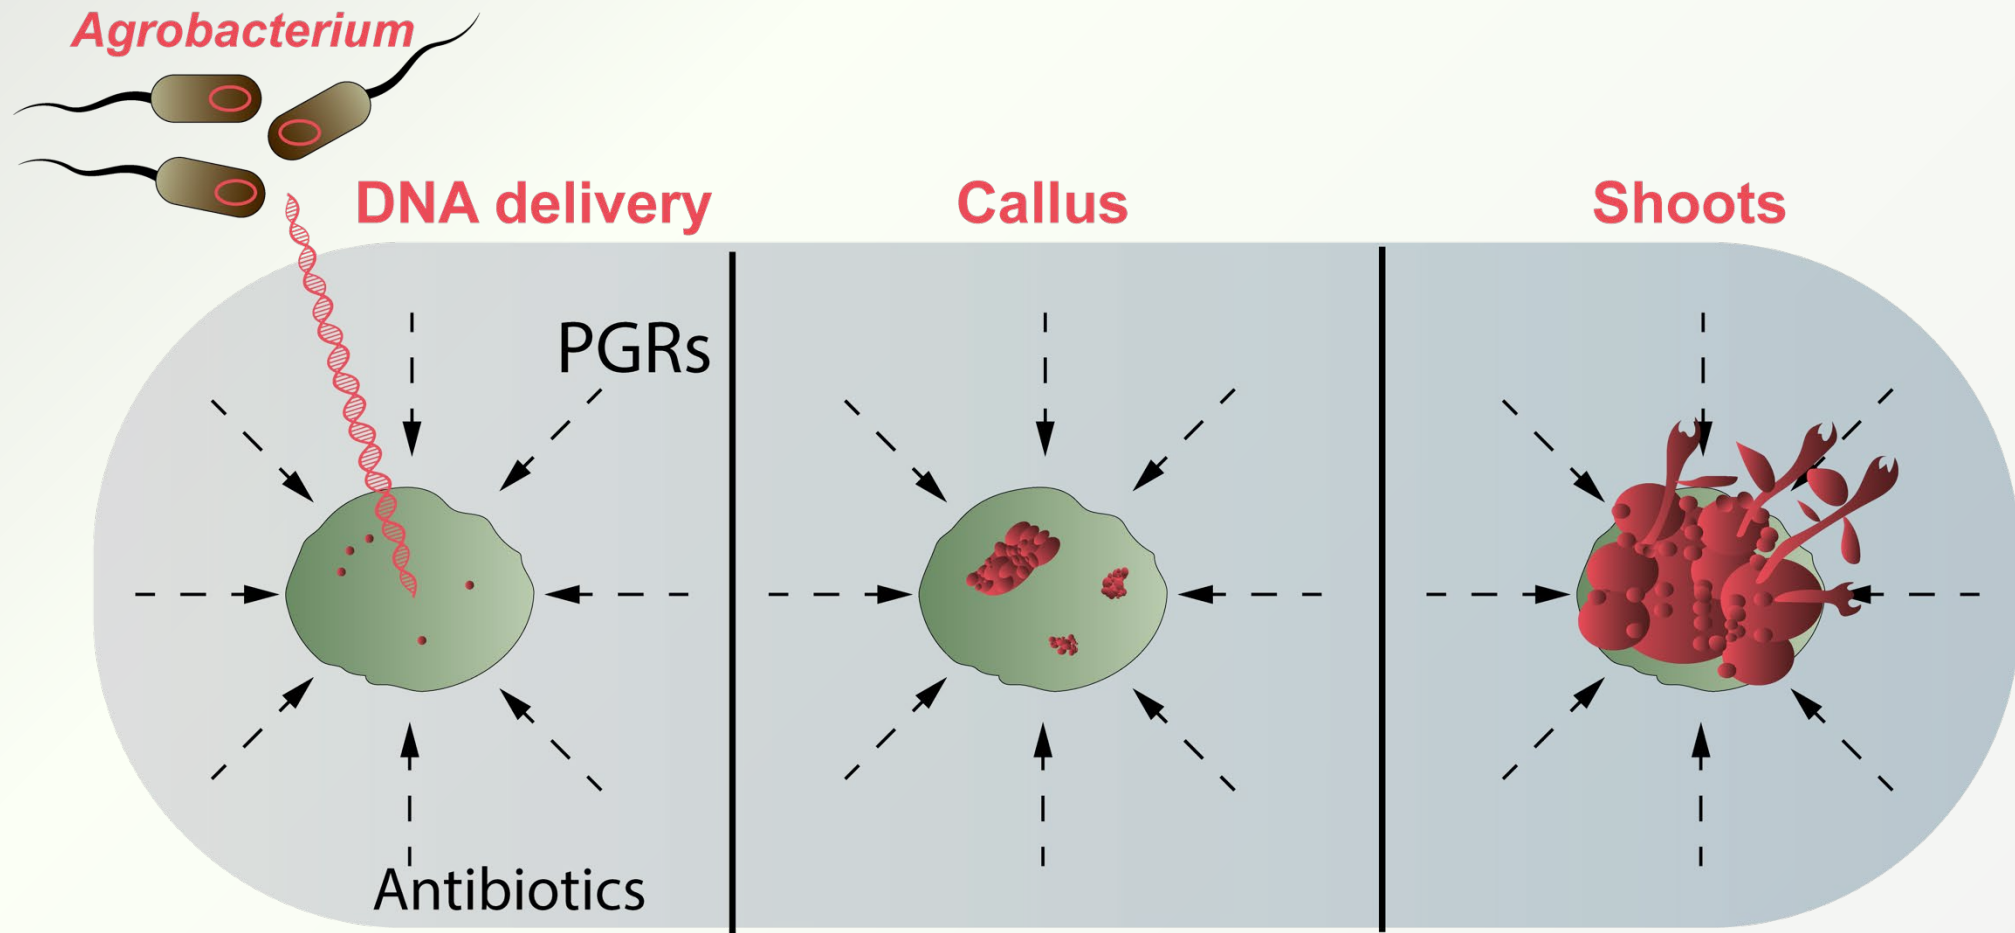 Agrobacterium
DNA delivery
Callus
Shoots
PGRs
Antibiotics